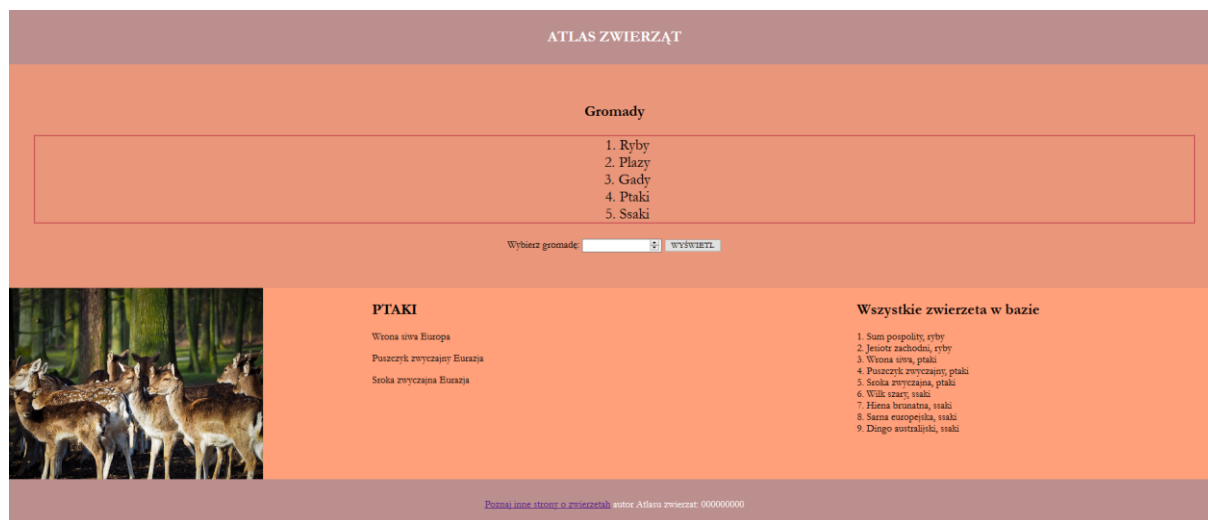 ATLAS ZWIERZĄT
Gromady
1. Ryby
2. Plazy
3. Gady
4. Ptaki
5. Ssaki
Wybierz gromadę: WYŚWIETL
PTAKI
Wrona siwa Europa
Puszczyk zwyczajny Eurazja
Sroka zwyczajna Eurazja
Wszystkie zwierzeta w bazie
1. Sum pospolity, ryby
2. Jesiotr zachodni, ryby
3. Wrona siwa, ptaki
4. Puszczyk zwyczajny, ptaki
5. Sroka zwyczajna, ptaki
6. Wilk szary, ssaki
7. Hiena brunatna, ssaki
8. Sarna europejska, ssaki
9. Dingo australijski, ssaki
Poznaj inne strony o zwierzetah autor Atlasu zwierzat: 000000000